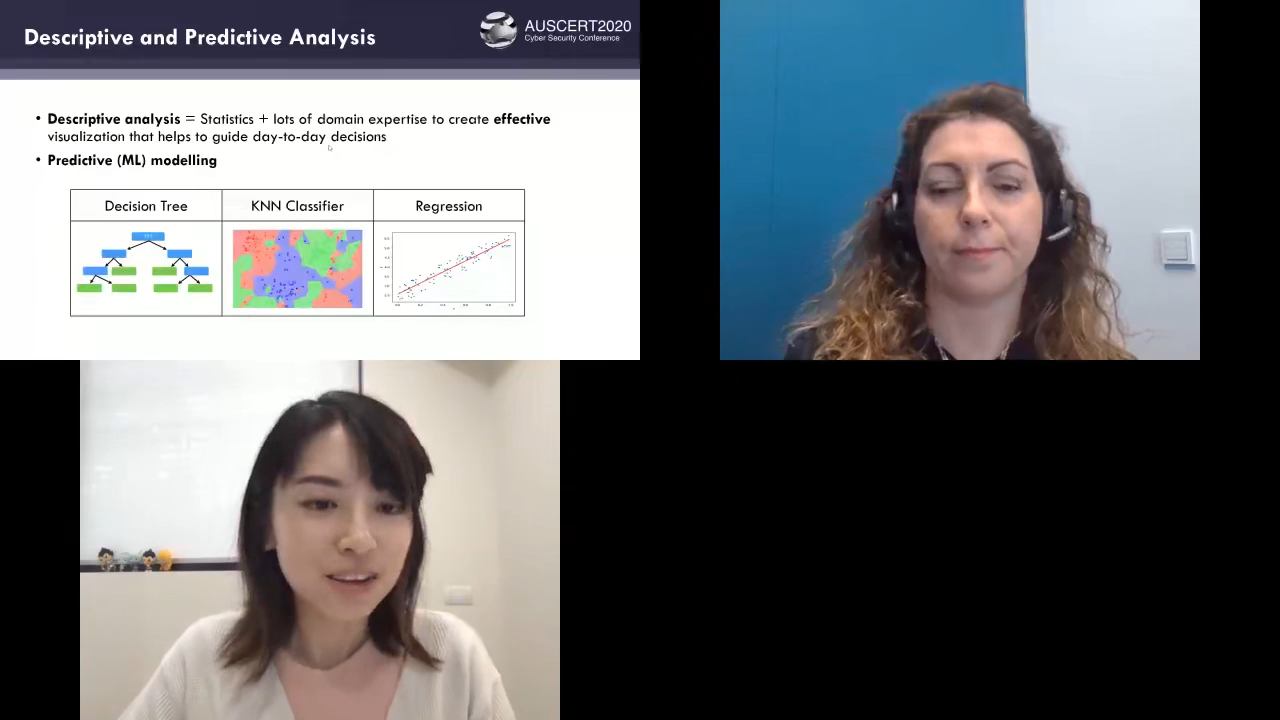 Descriptive and Predictive Analysis
AUSCERT2020
Cyber Security Conference
• Descriptive analysis = Statistics + lots of domain expertise to create effective
visualization that helps to guide day-to-day decisions
• Predictive (ML) modelling
Decision Tree
KNN Classifier
Regression